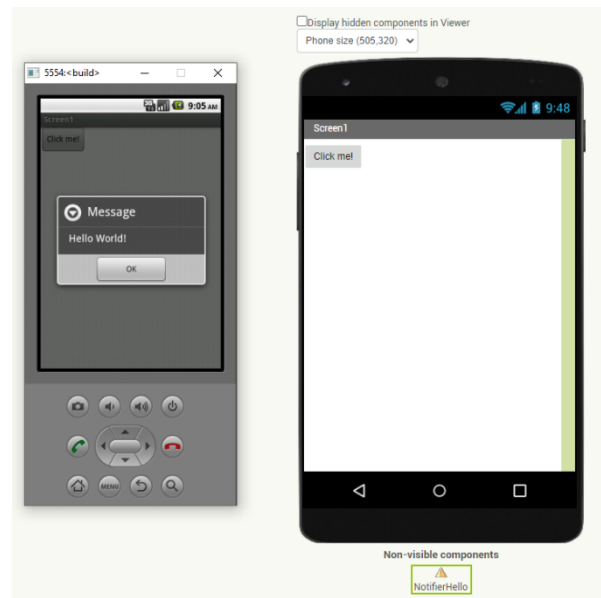 Display hidden components in Viewer
Phone size (505,320)
5554:<build>
9:05 AM
Screen1
Click me!
Message
Hello World!
OK
MENU
9:48
Screen1
Click me!
Non-visible components
NotifierHello